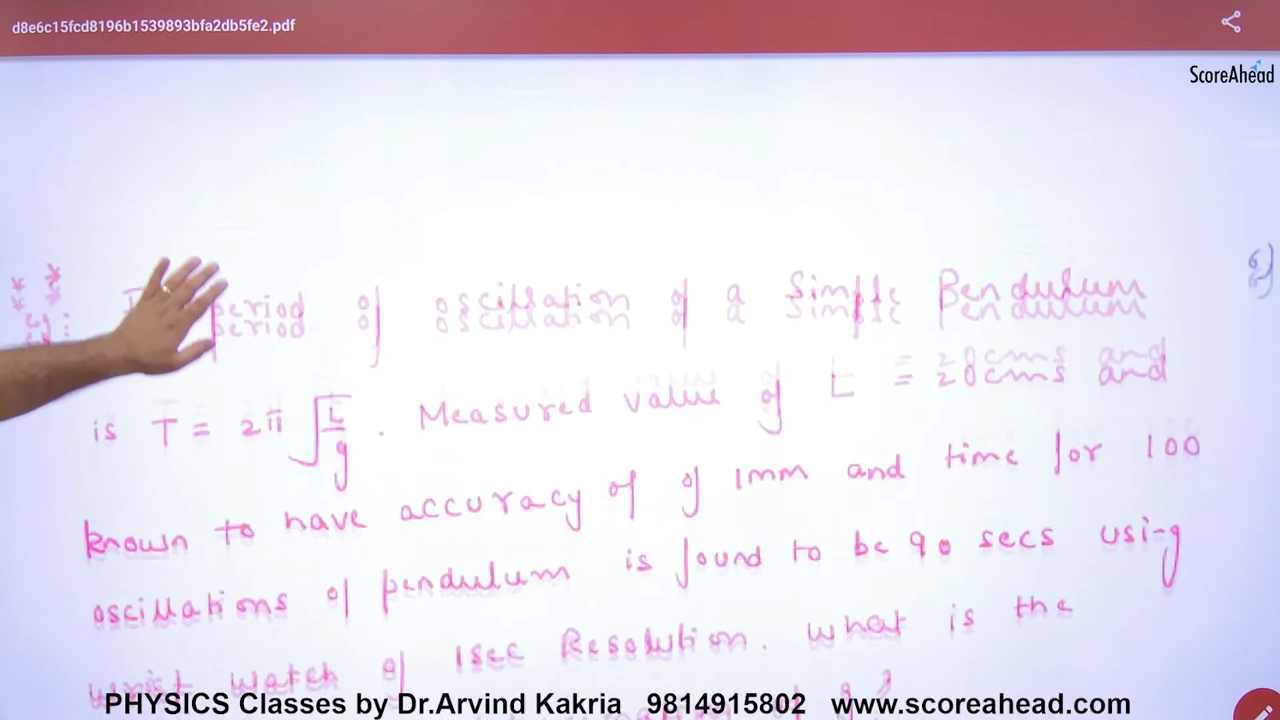 d8e6c15fcd8196b1539893bfa2db5fe2.pdf
ScoreAhead
** eg: period of oscillation of a Simple Pendulum
is T = 2π √L/g . Measured value of L = 20cms and
known to have accuracy of of 1mm and time for 100
oscillations of pendulum is found to be 90 secs using
wrist watch of 1sec Resolution. What is the
PHYSICS Classes by Dr.Arvind Kakria 9814915802 www.scoreahead.com